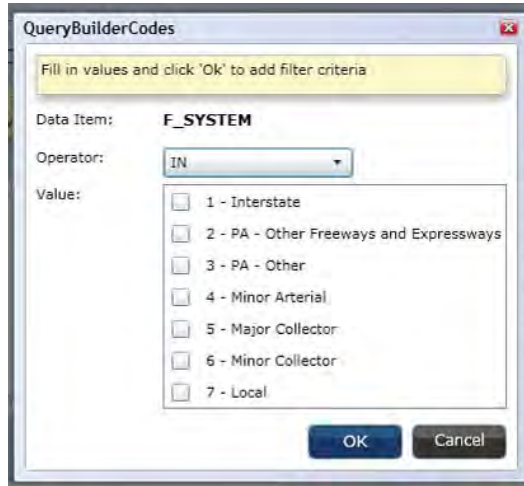 QueryBuilderCodes
Fill in values and click 'Ok' to add filter criteria
Data Item: F_SYSTEM
Operator: IN
Value:
1 - Interstate
2 - PA - Other Freeways and Expressways
3 - PA - Other
4 - Minor Arterial
5 - Major Collector
6 - Minor Collector
7 - Local
OK Cancel